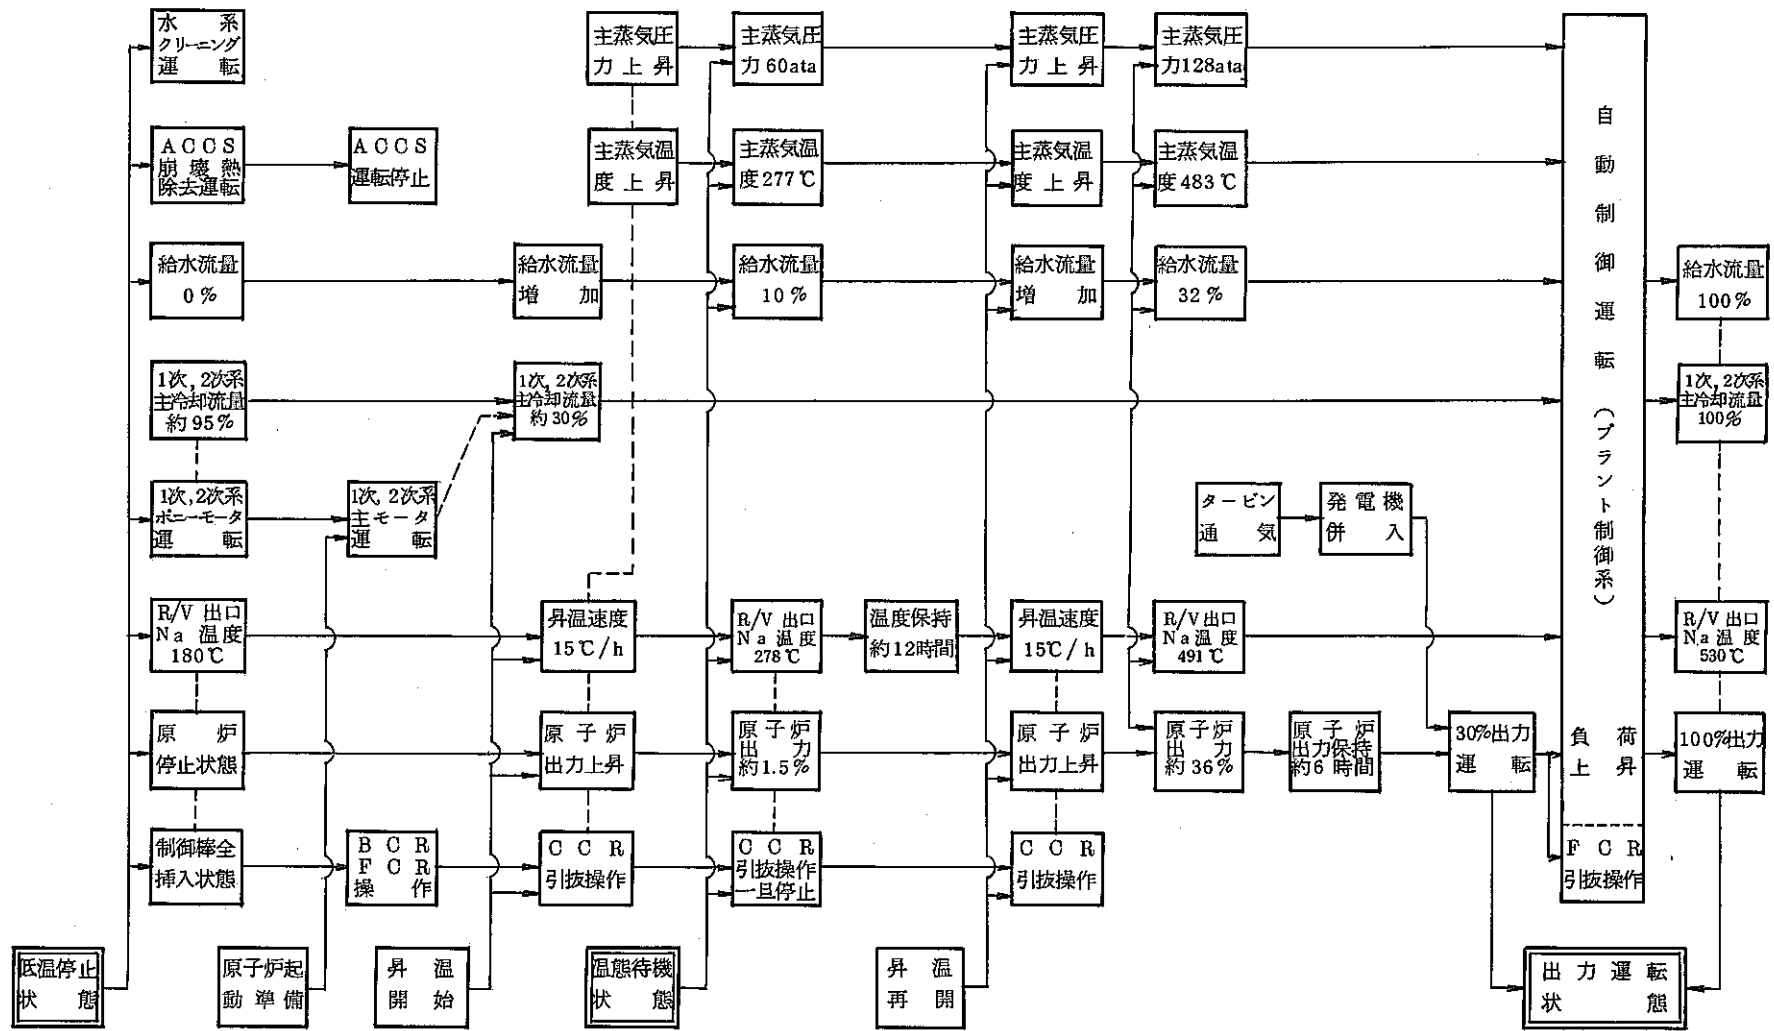 水系
クリーニング
運転
主蒸気圧
力上昇
主蒸気圧
力60ata
主蒸気圧
力上昇
主蒸気圧
力128ata
ACCS
崩壊熱
除去運転
ACCS
運転停止
主蒸気温
度上昇
主蒸気温
度277℃
主蒸気温
度上昇
主蒸気温
度483℃
給水流量
0%
給水流量
増加
給水流量
10%
給水流量
増加
給水流量
32%
給水流量
100%
1次,2次系
主冷却流量
約95%
1次,2次系
主冷却流量
約30%
1次,2次系
主冷却流量
100%
1次,2次系
ポニーモータ
運転
1次,2次系
主モータ
運転
タービン
通気
発電機
併入
R/V出口
Na温度
180℃
昇温速度
15℃/h
R/V出口
Na温度
278℃
温度保持
約12時間
昇温速度
15℃/h
R/V出口
Na温度
491℃
R/V出口
Na温度
530℃
原炉
停止状態
原子炉
出力上昇
原子炉
出力
約1.5%
原子炉
出力上昇
原子炉
出力
約36%
原子炉
出力保持
約6時間
30%出力
運転
自動制御運転(プラント制御系)
負荷
上昇
100%出力
運転
制御棒全
挿入状態
BCR
FCR
操作
CCR
引抜操作
CCR
引抜操作
一旦停止
CCR
引抜操作
FCR
引抜操作
低温停止
状態
原子炉起
動準備
昇温
開始
温態待機
状態
昇温
再開
出力運転
状態